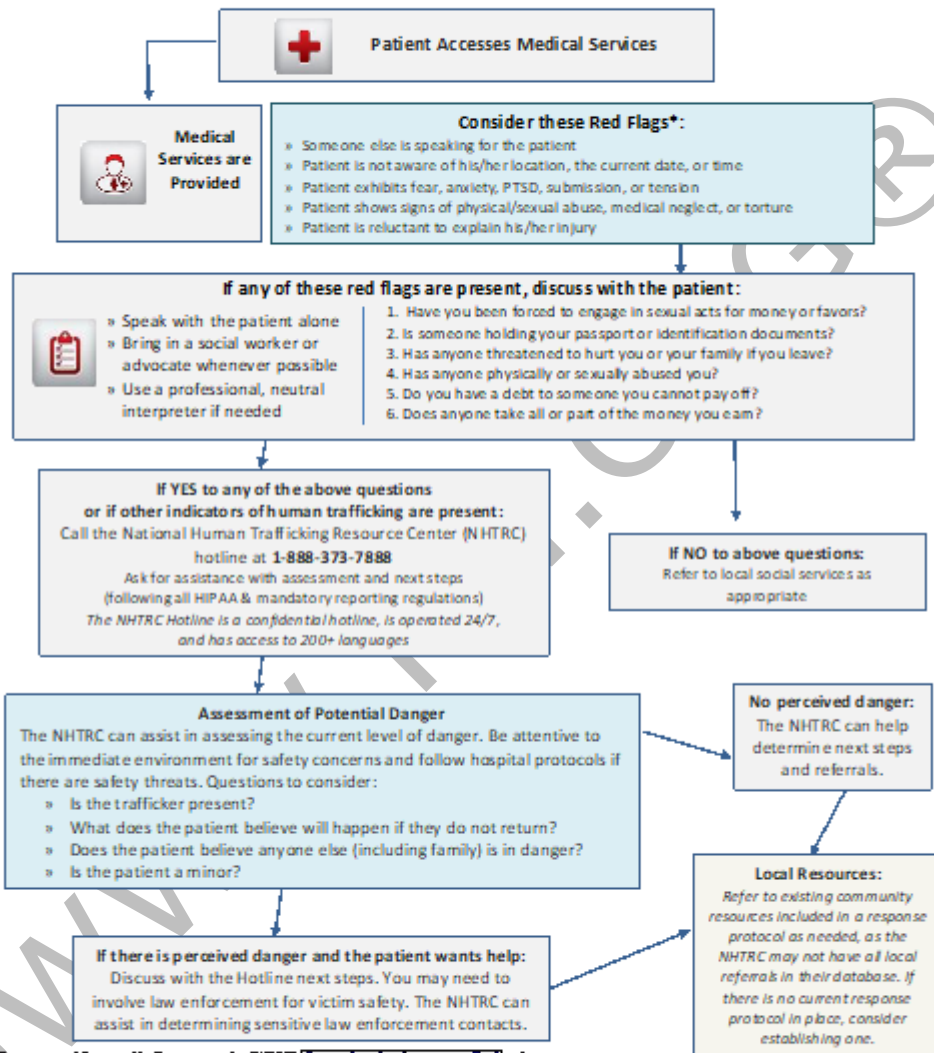 Patient Accesses Medical Services
Medical
Services are
Provided
Consider these Red Flags*:
» Someone else is speaking for the patient
» Patient is not aware of his/her location, the current date, or time
» Patient exhibits fear, anxiety, PTSD, submission, or tension
» Patient shows signs of physical/sexual abuse, medical neglect, or torture
» Patient is reluctant to explain his/her injury
If any of these red flags are present, discuss with the patient:
» Speak with the patient alone
» Bring in a social worker or
advocate whenever possible
» Use a professional, neutral
interpreter if needed
1. Have you been forced to engage in sexual acts for money or favors?
2. Is someone holding your passport or identification documents?
3. Has anyone threatened to hurt you or your family if you leave?
4. Has anyone physically or sexually abused you?
5. Do you have a debt to someone you cannot pay off?
6. Does anyone take all or part of the money you earn?
If YES to any of the above questions
or if other indicators of human trafficking are present:
Call the National Human Trafficking Resource Center (NHTRC)
hotline at 1-888-373-7888
Ask for assistance with assessment and next steps
(following all HIPAA & mandatory reporting regulations)
The NHTRC Hotline is a confidential hotline, is operated 24/7,
and has access to 200+ languages
If NO to above questions:
Refer to local social services as
appropriate
Assessment of Potential Danger
The NHTRC can assist in assessing the current level of danger. Be attentive to
the immediate environment for safety concerns and follow hospital protocols if
there are safety threats. Questions to consider:
» Is the trafficker present?
» What does the patient believe will happen if they do not return?
» Does the patient believe anyone else (including family) is in danger?
» Is the patient a minor?
No perceived danger:
The NHTRC can help
determine next steps
and referrals.
If there is perceived danger and the patient wants help:
Discuss with the Hotline next steps. You may need to
involve law enforcement for victim safety. The NHTRC can
assist in determining sensitive law enforcement contacts.
Local Resources:
Refer to existing community
resources included in a response
protocol as needed, as the
NHTRC may not have all local
referrals in their database. If
there is no current response
protocol in place, consider
establishing one.